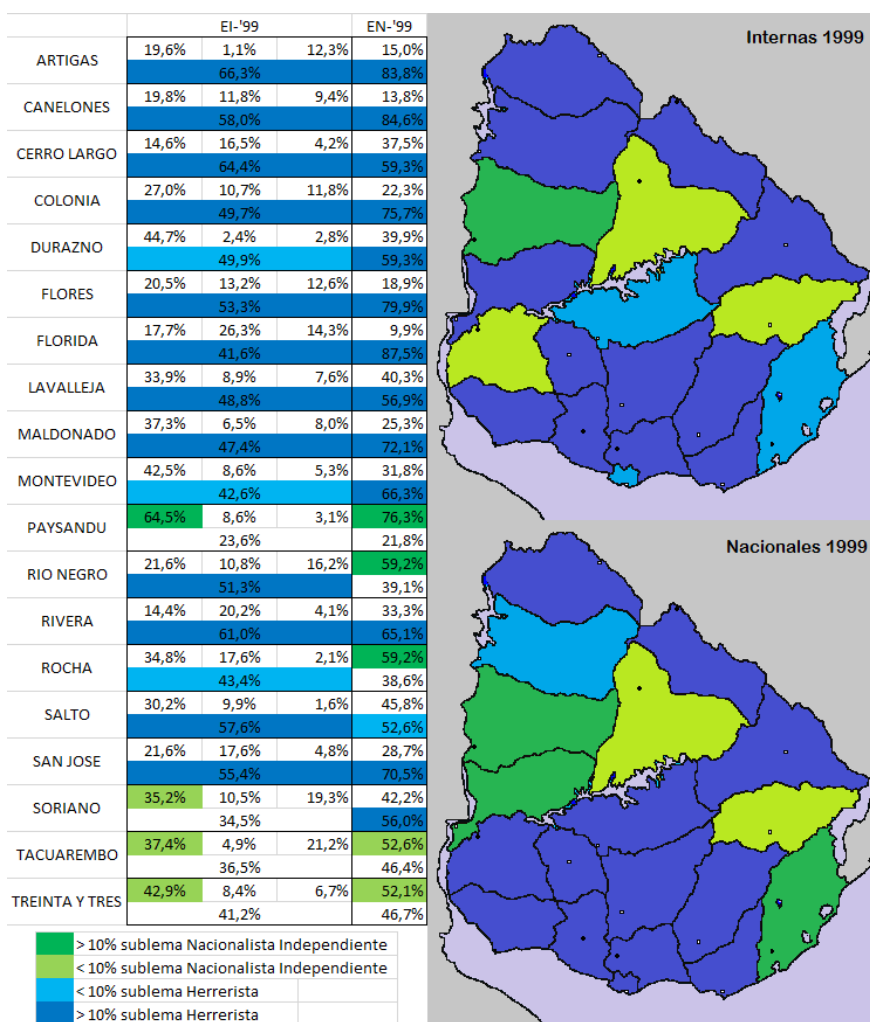 EI-'99 EN-'99
ARTIGAS 19,6% 1,1% 12,3% 15,0%
66,3% 83,8%
CANELONES 19,8% 11,8% 9,4% 13,8%
58,0% 84,6%
CERRO LARGO 14,6% 16,5% 4,2% 37,5%
64,4% 59,3%
COLONIA 27,0% 10,7% 11,8% 22,3%
49,7% 75,7%
DURAZNO 44,7% 2,4% 2,8% 39,9%
49,9% 59,3%
FLORES 20,5% 13,2% 12,6% 18,9%
53,3% 79,9%
FLORIDA 17,7% 26,3% 14,3% 9,9%
41,6% 87,5%
LAVALLEJA 33,9% 8,9% 7,6% 40,3%
48,8% 56,9%
MALDONADO 37,3% 6,5% 8,0% 25,3%
47,4% 72,1%
MONTEVIDEO 42,5% 8,6% 5,3% 31,8%
42,6% 66,3%
PAYSANDU 64,5% 8,6% 3,1% 76,3%
23,6% 21,8%
RIO NEGRO 21,6% 10,8% 16,2% 59,2%
51,3% 39,1%
RIVERA 14,4% 20,2% 4,1% 33,3%
61,0% 65,1%
ROCHA 34,8% 17,6% 2,1% 59,2%
43,4% 38,6%
SALTO 30,2% 9,9% 1,6% 45,8%
57,6% 52,6%
SAN JOSE 21,6% 17,6% 4,8% 28,7%
55,4% 70,5%
SORIANO 35,2% 10,5% 19,3% 42,2%
34,5% 56,0%
TACUAREMBO 37,4% 4,9% 21,2% 52,6%
36,5% 46,4%
TREINTA Y TRES 42,9% 8,4% 6,7% 52,1%
41,2% 46,7%
> 10% sublema Nacionalista Independiente
< 10% sublema Nacionalista Independiente
< 10% sublema Herrerista
> 10% sublema Herrerista
Internas 1999
Nacionales 1999